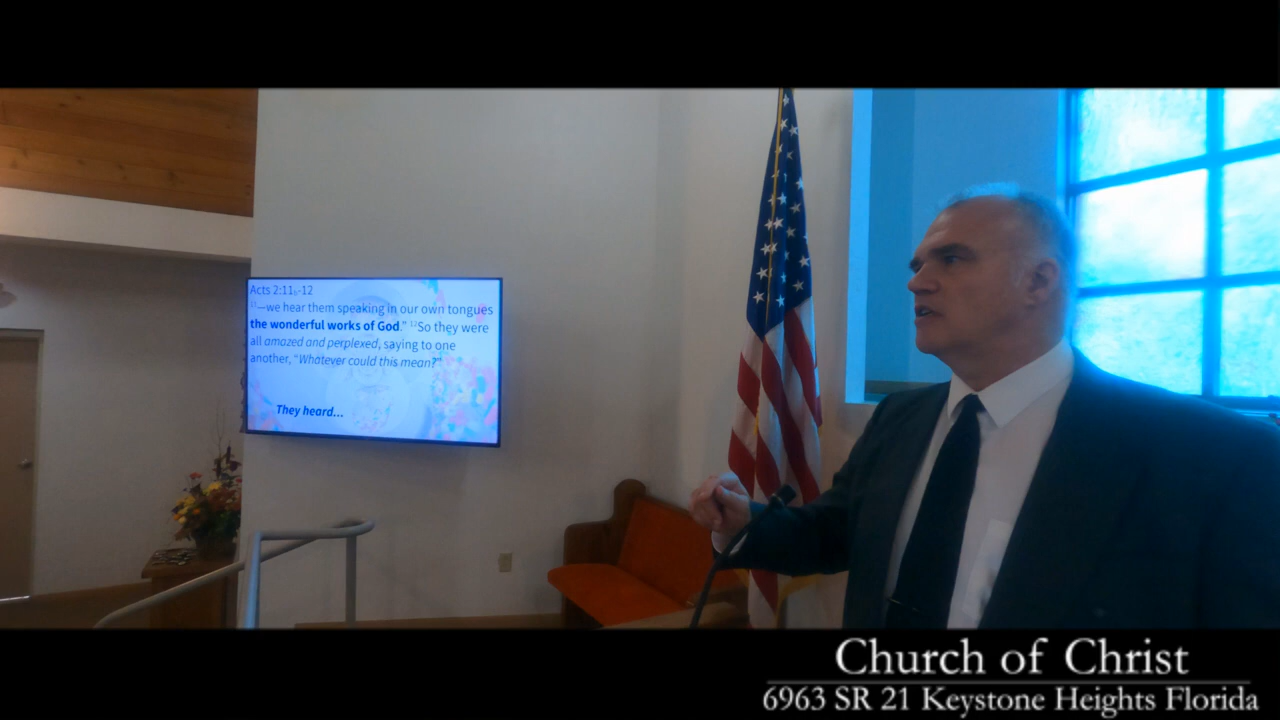 Acts 2:11b-12
11—we hear them speaking in our own tongues
the wonderful works of God." 12So they were
all amazed and perplexed, saying to one
another, "Whatever could this mean?"
They heard...
Church of Christ
6963 SR 21 Keystone Heights Florida